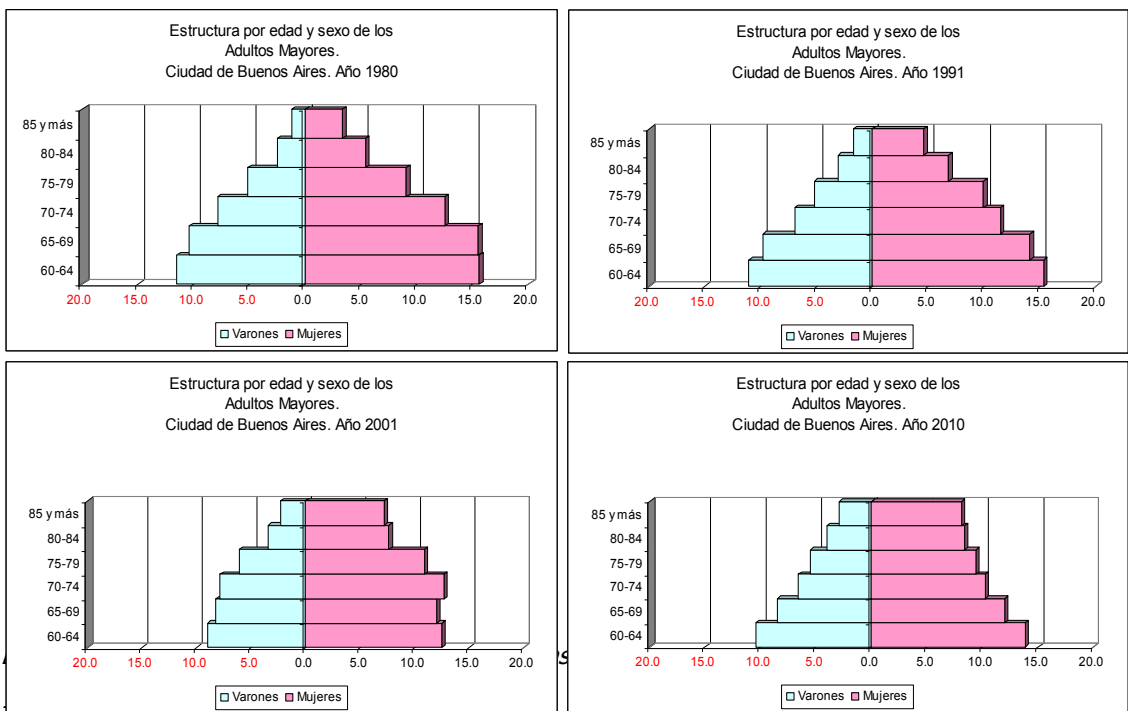 Estructura por edad y sexo de los
Adultos Mayores.
Ciudad de Buenos Aires. Año 1980
85 y más
80-84
75-79
70-74
65-69
60-64
20.0 15.0 10.0 5.0 0.0 5.0 10.0 15.0 20.0
Varones Mujeres
Estructura por edad y sexo de los
Adultos Mayores.
Ciudad de Buenos Aires. Año 1991
85 y más
80-84
75-79
70-74
65-69
60-64
20.0 15.0 10.0 5.0 0.0 5.0 10.0 15.0 20.0
Varones Mujeres
Estructura por edad y sexo de los
Adultos Mayores.
Ciudad de Buenos Aires. Año 2001
85 y más
80-84
75-79
70-74
65-69
60-64
20.0 15.0 10.0 5.0 0.0 5.0 10.0 15.0 20.0
Varones Mujeres
Estructura por edad y sexo de los
Adultos Mayores.
Ciudad de Buenos Aires. Año 2010
85 y más
80-84
75-79
70-74
65-69
60-64
20.0 15.0 10.0 5.0 0.0 5.0 10.0 15.0 20.0
Varones Mujeres